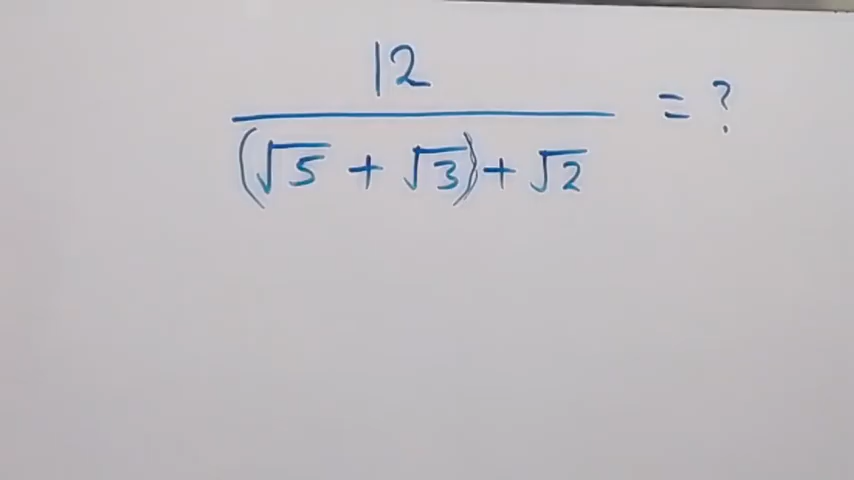 12
= ?
(√5 + √3) + √2